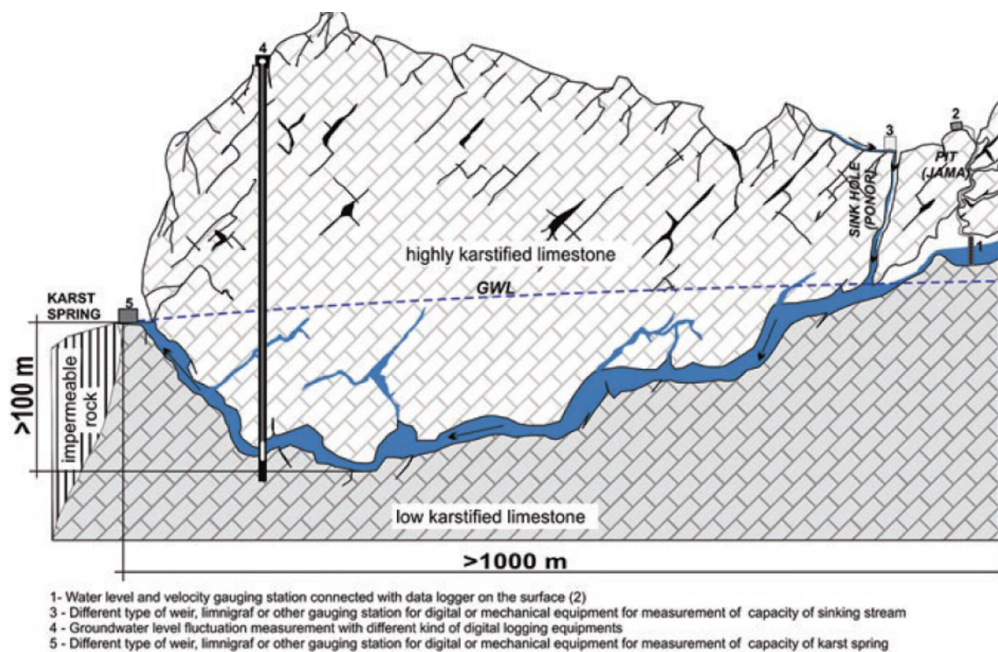 4
2
3
SINK HØLE
(PONOR)
PIT
(JAMA)
1
highly karstified limestone
GWL
KARST
SPRING
5
>100 m
impermeable
rock
low karstified limestone
>1000 m
1- Water level and velocity gauging station connected with data logger on the surface (2)
3 - Different type of weir, limnigraf or other gauging station for digital or mechanical equipment for measurement of capacity of sinking stream
4 - Groundwater level fluctuation measurement with different kind of digital logging equipments
5 - Different type of weir, limnigraf or other gauging station for digital or mechanical equipment for measurement of capacity of karst spring